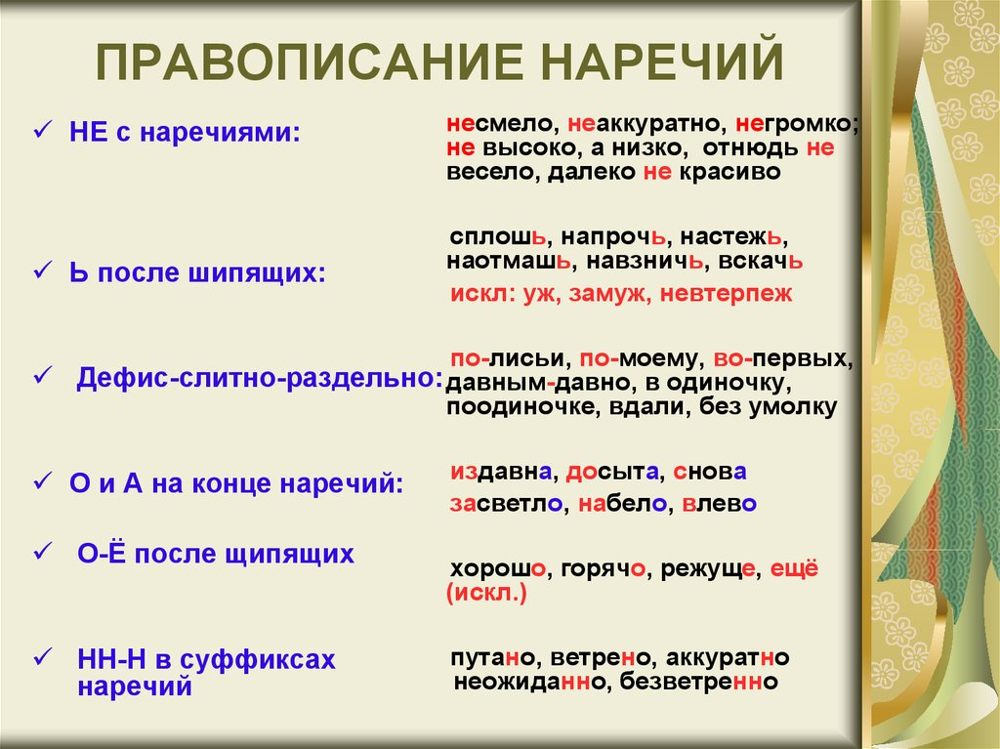 ПРАВОПИСАНИЕ НАРЕЧИЙ
✓ НЕ с наречиями:
несмело, неаккуратно, негромко;
не высоко, а низко, отнюдь не
весело, далеко не красиво
✓ Ь после шипящих:
сплошь, напрочь, настежь,
наотмашь, навзничь, вскачь
искл: уж, замуж, невтерпеж
✓ Дефис-слитно-раздельно:
по-лисьи, по-моему, во-первых,
давным-давно, в одиночку,
поодиночке, вдали, без умолку
✓ О и А на конце наречий:
издавна, досыта, снова
засветло, набело, влево
✓ О-Ё после щипящих
хорошо, горячо, режуще, ещё
(искл.)
✓ НН-Н в суффиксах
наречий
путано, ветрено, аккуратно
неожиданно, безветренно